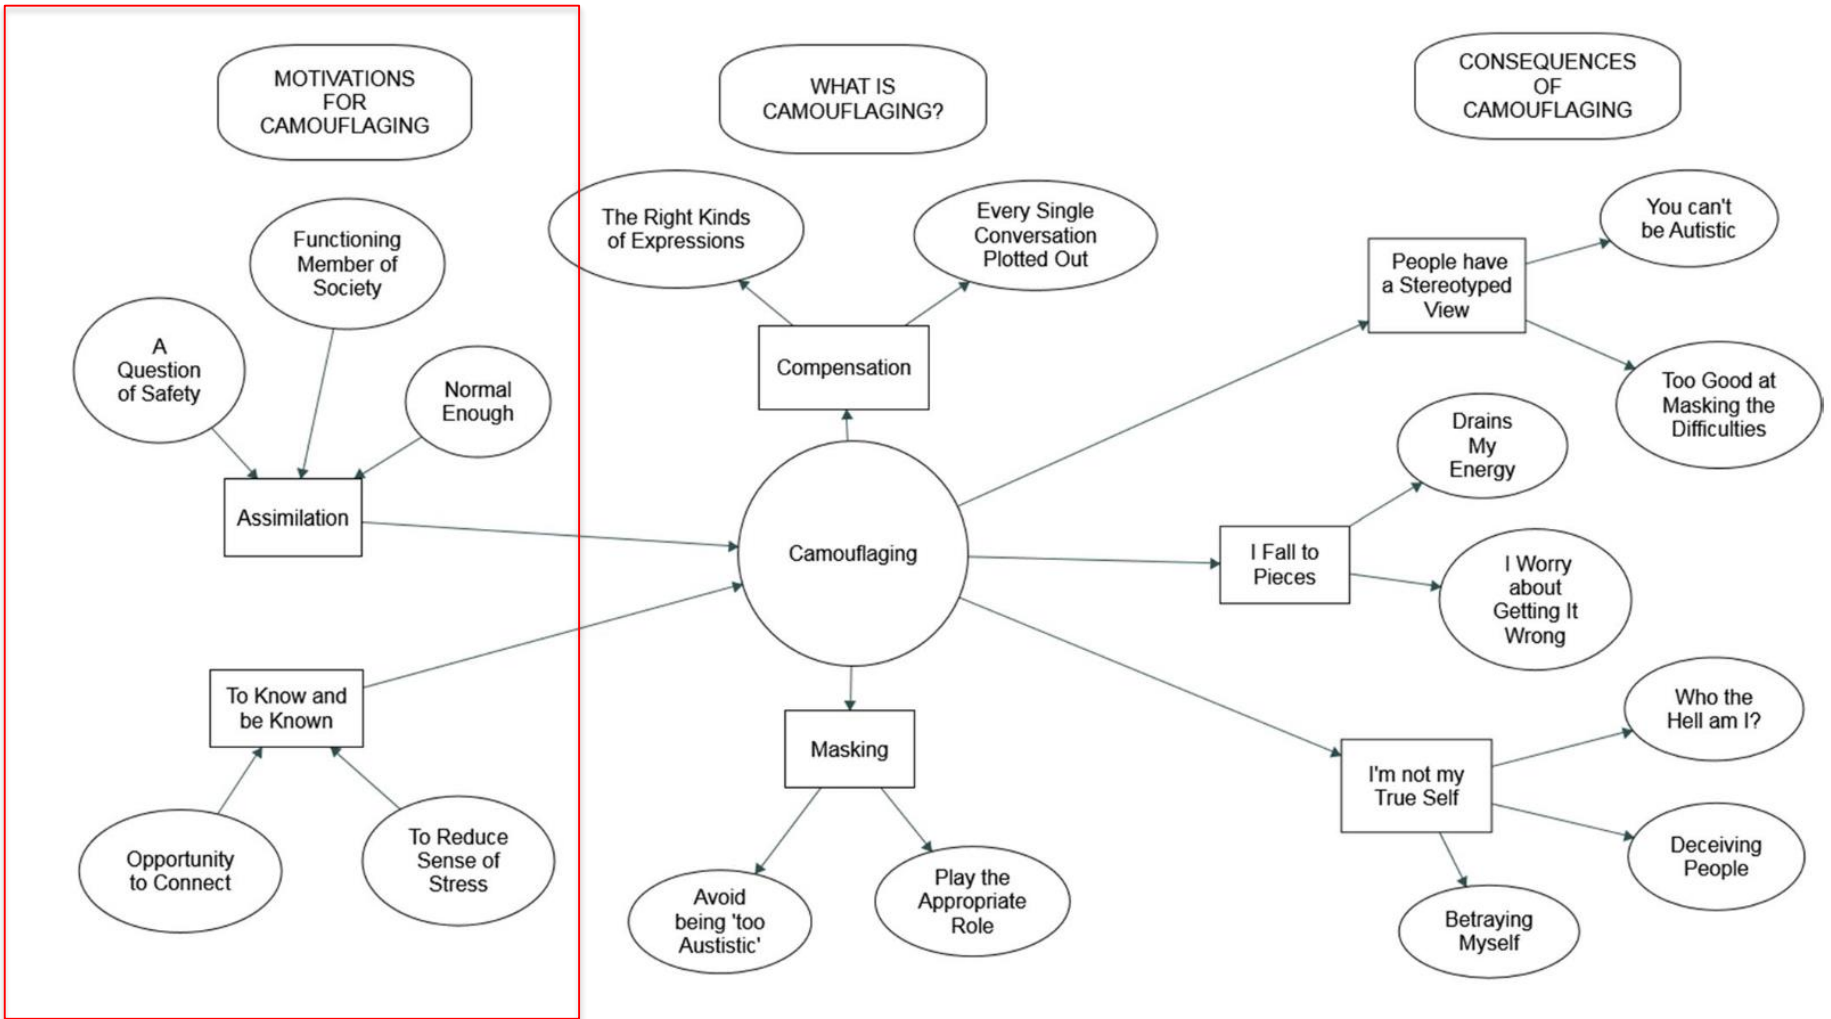 MOTIVATIONS
FOR
CAMOUFLAGING
Functioning
Member of
Society
A
Question
of Safety
Normal
Enough
Assimilation
To Know and
be Known
Opportunity
to Connect
To Reduce
Sense of
Stress
WHAT IS
CAMOUFLAGING?
The Right Kinds
of Expressions
Every Single
Conversation
Plotted Out
Compensation
Camouflaging
Masking
Avoid
being 'too
Austistic'
Play the
Appropriate
Role
CONSEQUENCES
OF
CAMOUFLAGING
People have
a Stereotyped
View
You can't
be Autistic
Too Good at
Masking the
Difficulties
I Fall to
Pieces
Drains
My
Energy
I Worry
about
Getting It
Wrong
I'm not my
True Self
Who the
Hell am I?
Deceiving
People
Betraying
Myself